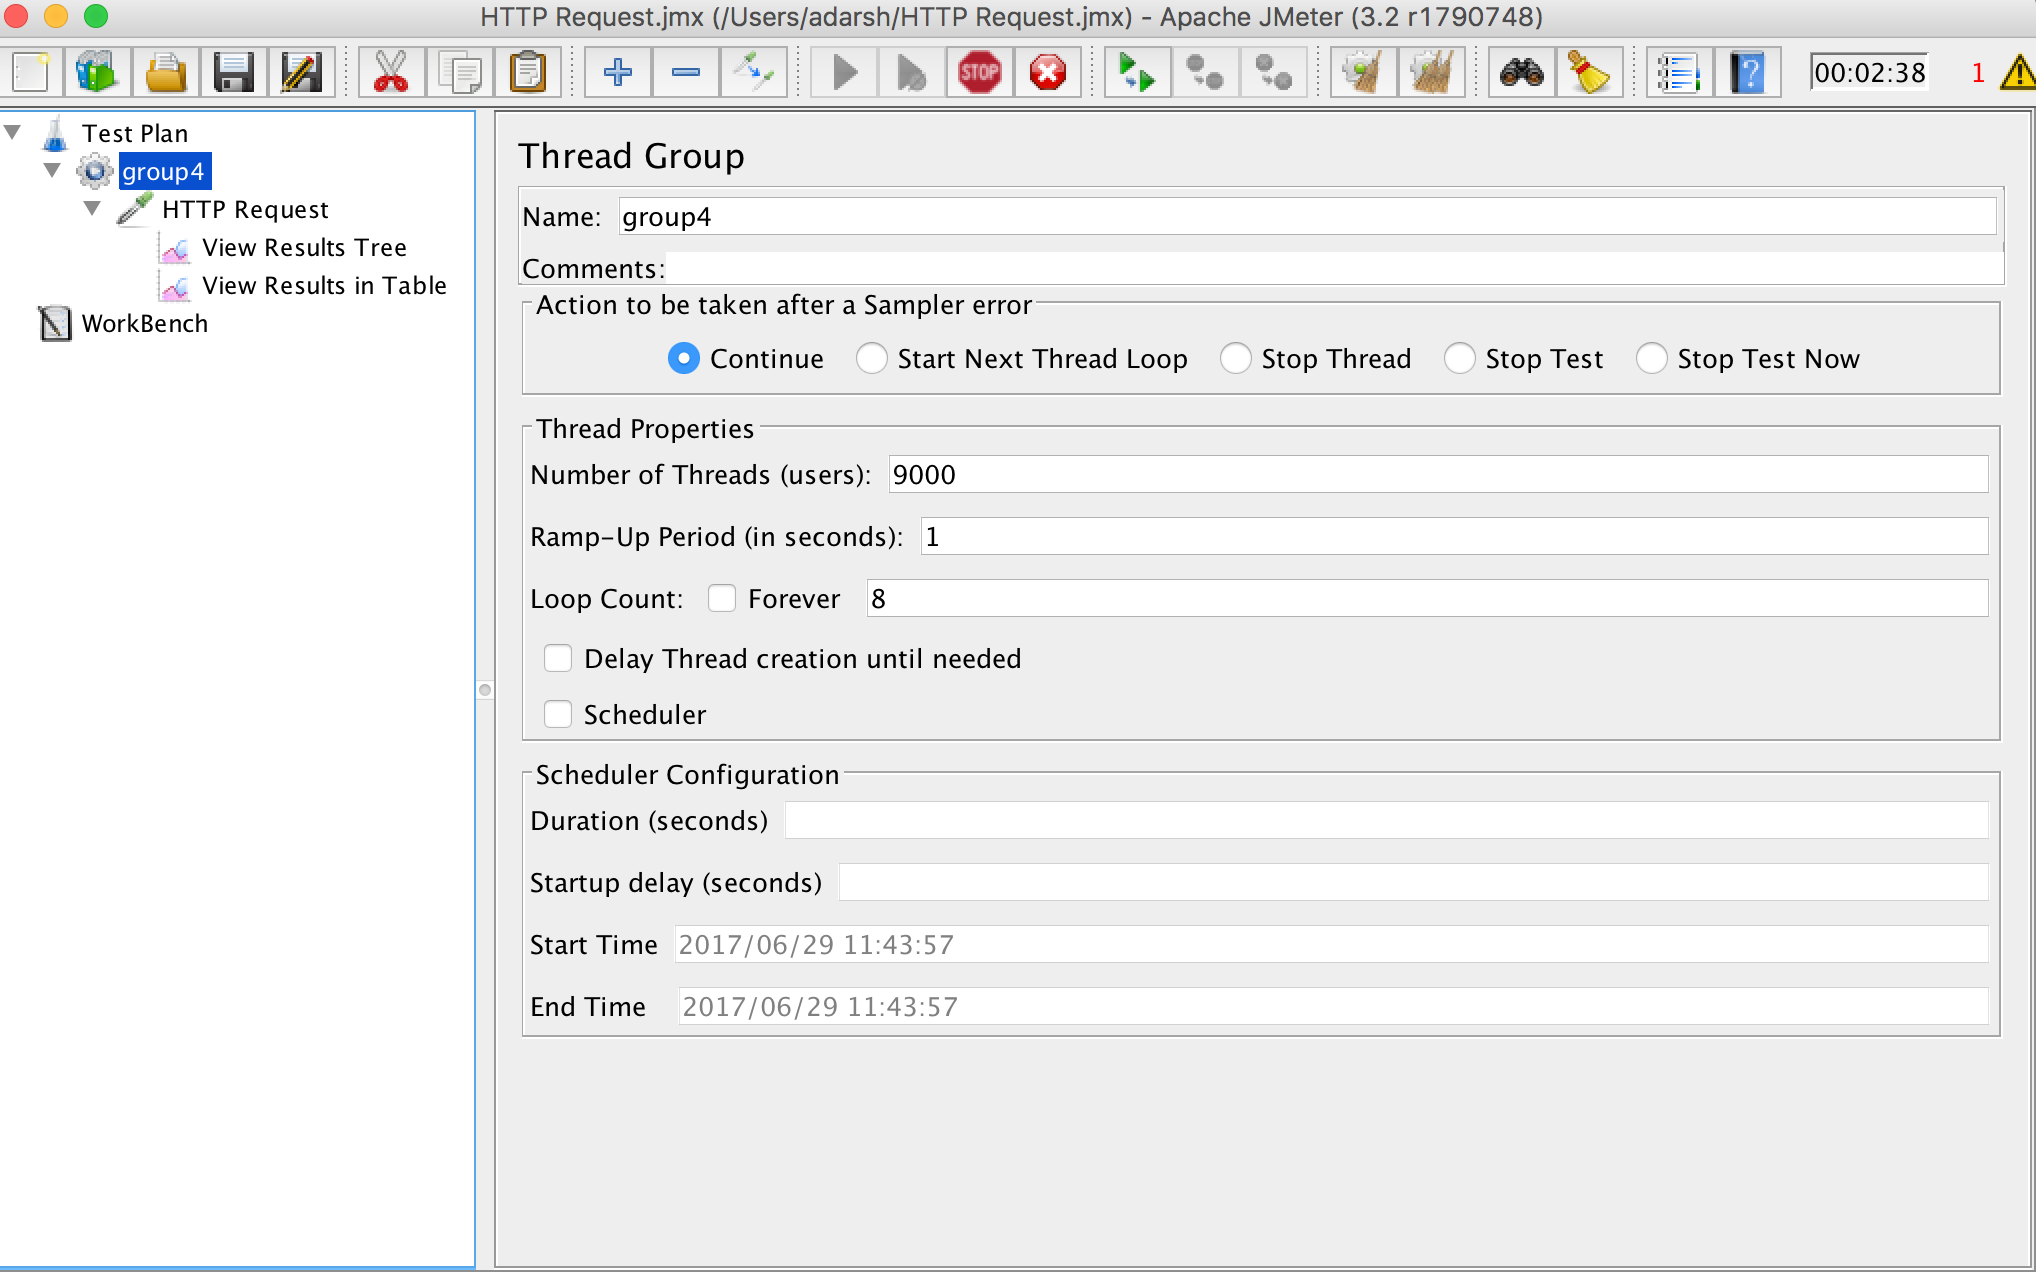 HTTP Request.jmx (/Users/adarsh/HTTP Request.jmx) - Apache JMeter (3.2 r1790748)
STOP
?
00:02:38 1
Test Plan
group4
HTTP Request
View Results Tree
View Results in Table
WorkBench
Thread Group
Name: group4
Comments:
Action to be taken after a Sampler error
Continue Start Next Thread Loop Stop Thread Stop Test Stop Test Now
Thread Properties
Number of Threads (users): 9000
Ramp-Up Period (in seconds): 1
Loop Count: Forever 8
Delay Thread creation until needed
Scheduler
Scheduler Configuration
Duration (seconds)
Startup delay (seconds)
Start Time 2017/06/29 11:43:57
End Time 2017/06/29 11:43:57